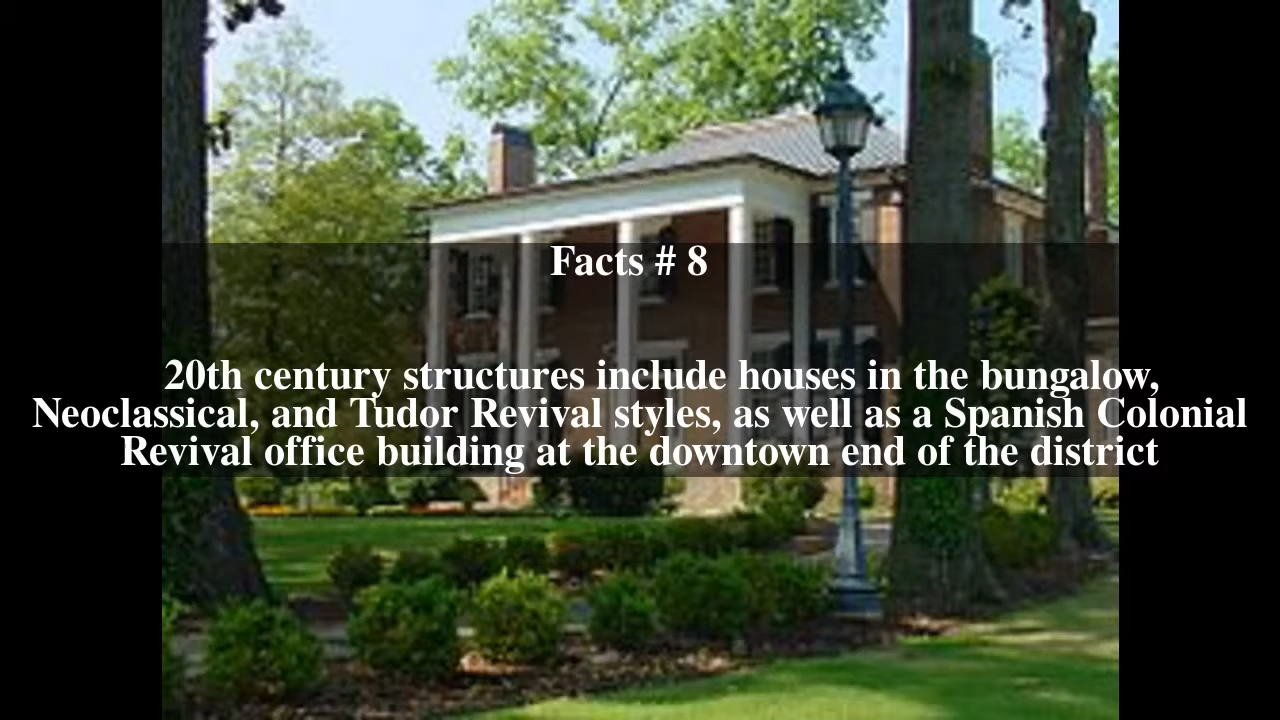 Facts # 8
20th century structures include houses in the bungalow,
Neoclassical, and Tudor Revival styles, as well as a Spanish Colonial
Revival office building at the downtown end of the district